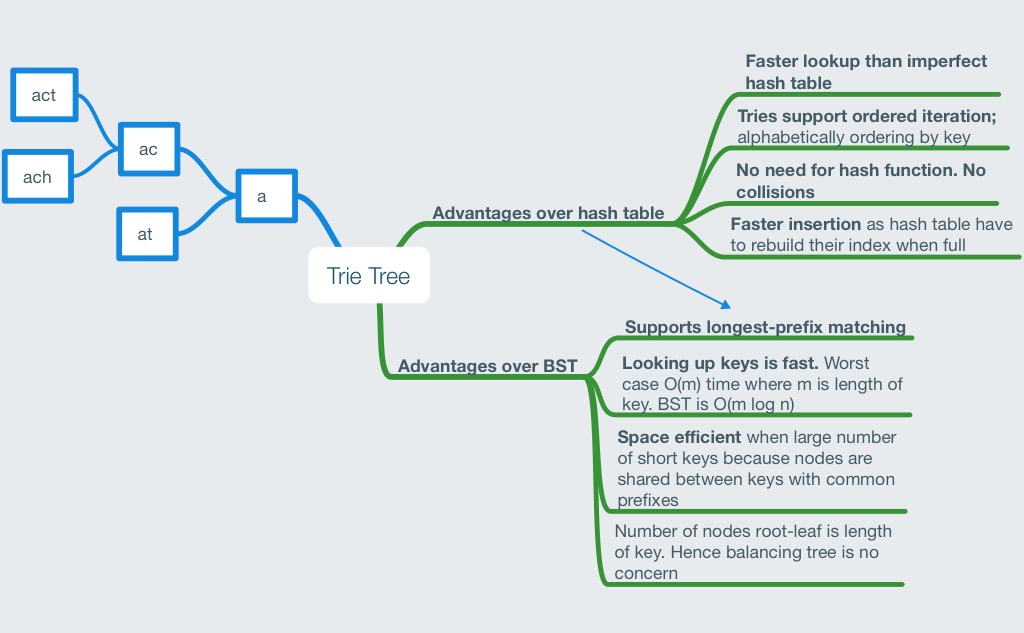 act
ach
ac
at
a
Trie Tree
Advantages over hash table
Faster lookup than imperfect
hash table
Tries support ordered iteration;
alphabetically ordering by key
No need for hash function. No
collisions
Faster insertion as hash table have
to rebuild their index when full
Advantages over BST
Supports longest-prefix matching
Looking up keys is fast. Worst
case O(m) time where m is length of
key. BST is O(m log n)
Space efficient when large number
of short keys because nodes are
shared between keys with common
prefixes
Number of nodes root-leaf is length
of key. Hence balancing tree is no
concern